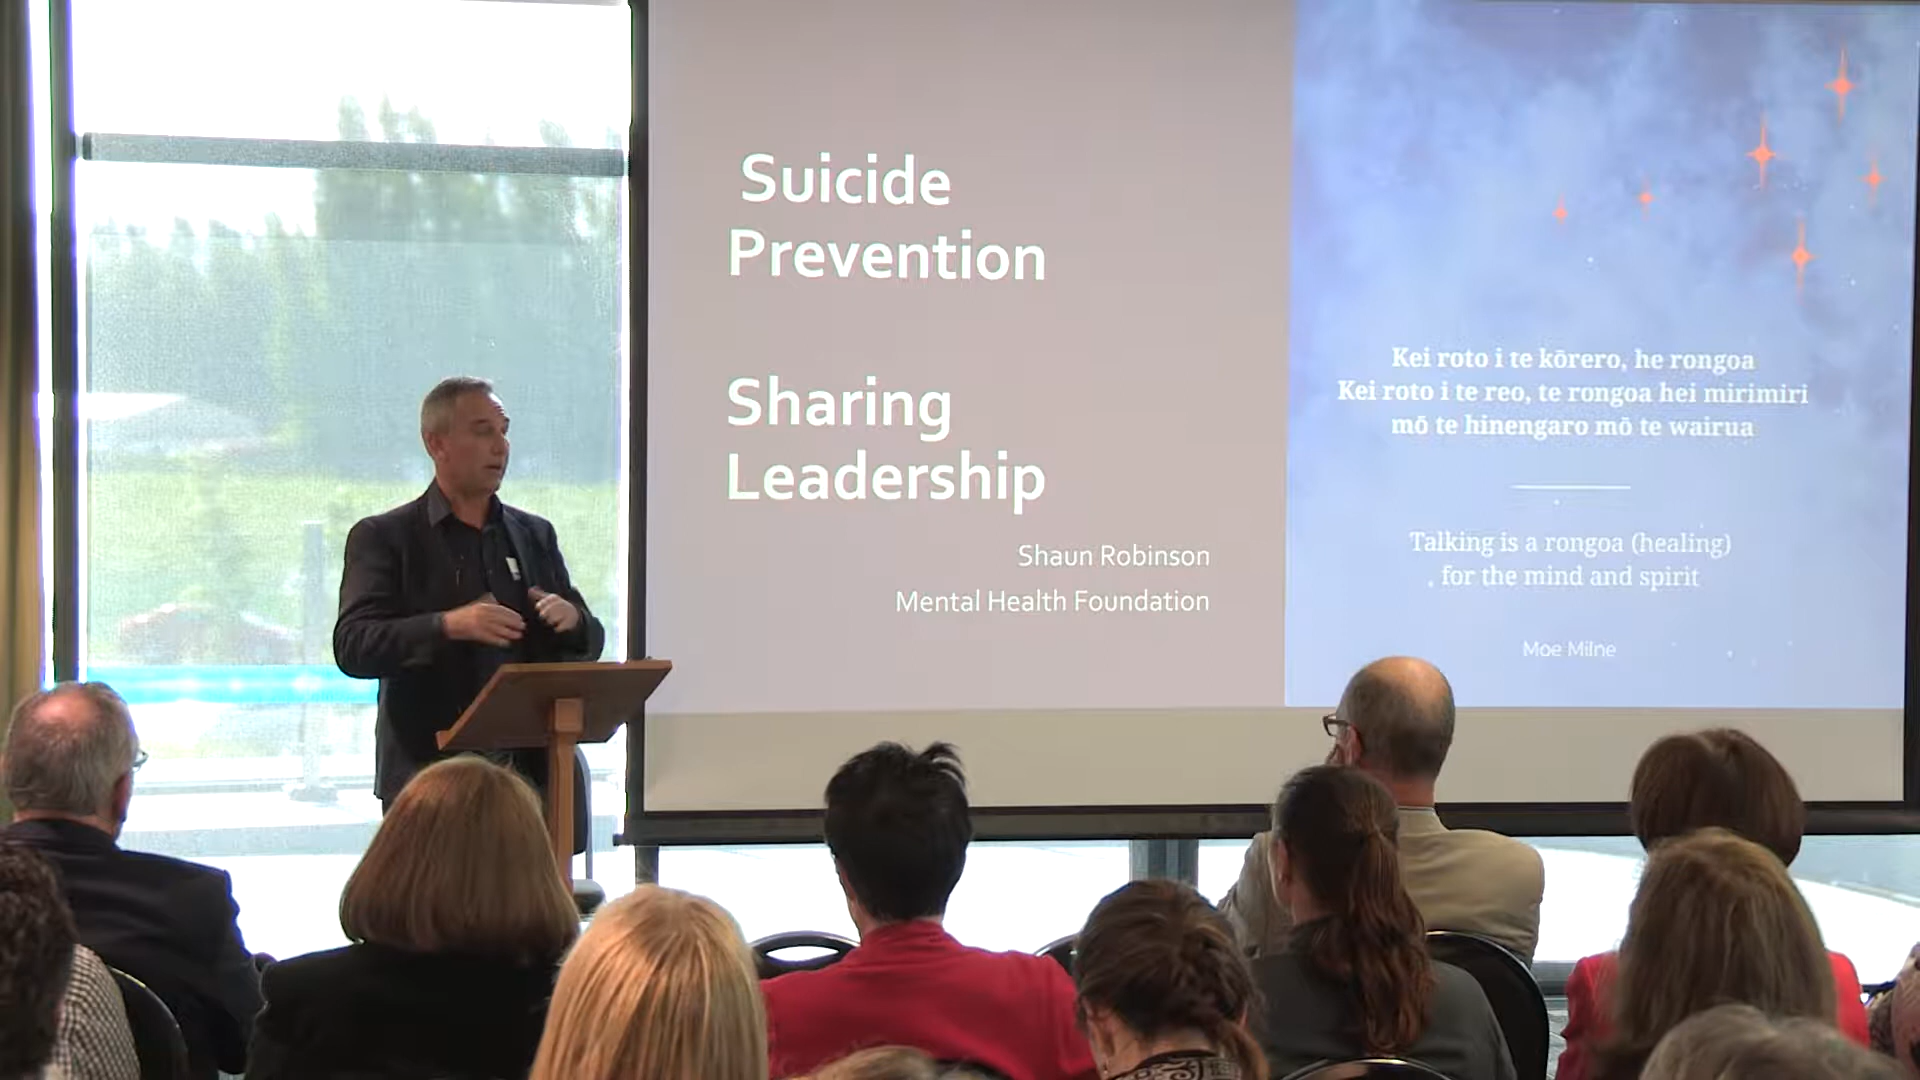 Suicide
Prevention
Sharing
Leadership
Shaun Robinson
Mental Health Foundation
Kei roto i te kōrero, he rongoa
Kei roto i te reo, te rongoa hei mirimiri
mō te hinengaro mō te wairua
Talking is a rongoa (healing)
for the mind and spirit
Moe Milne